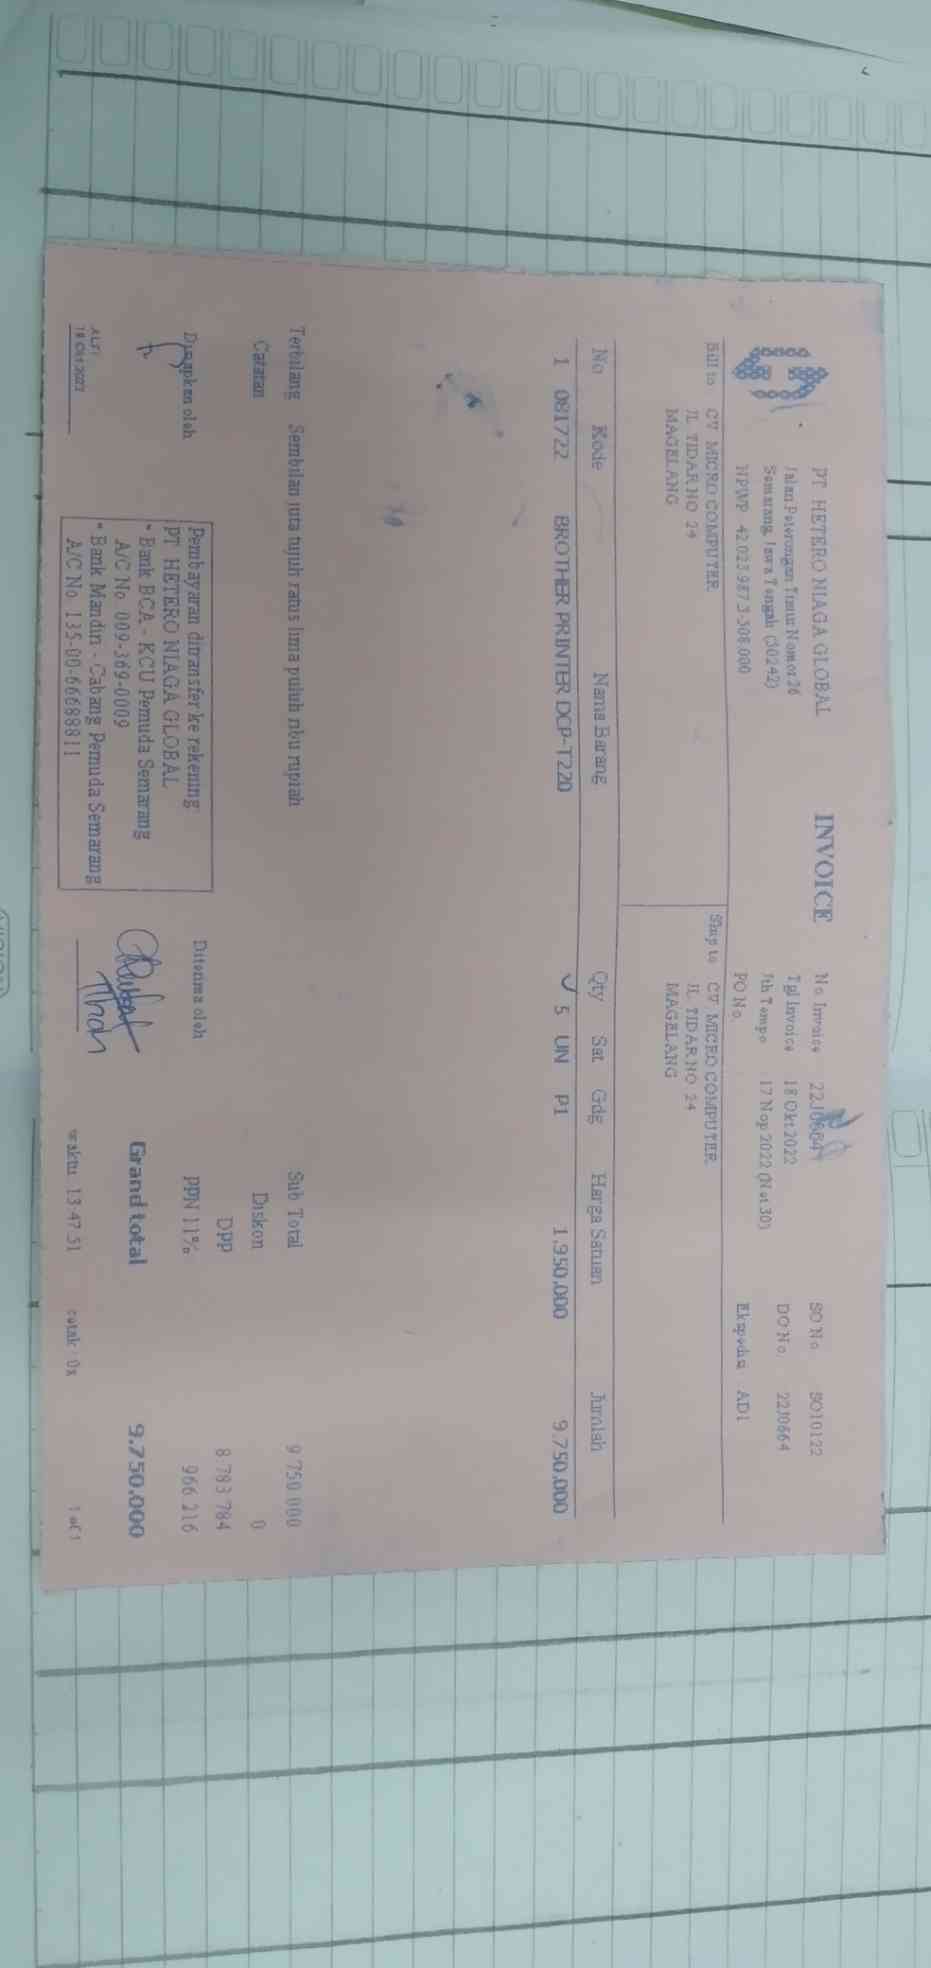 PT HETERO NIAGA GLOBAL
Jalan Peterongan Timur Nomor 26
Semarang, Jawa Tengah (50242)
NPWP 42.023.987.3-508.000
INVOICE
No. Invoice 22J0664
Tgl Invoice 18 Okt 2022
Jth Tempo 17 Nop 2022 (Net 30)
PO No.
SO No. SO10122
DO No. 22J0664
Ekspedisi ADI
Bill to CV MICRO COMPUTER
JL TIDAR NO 24
MAGELANG
Ship to CV MICRO COMPUTER
JL TIDAR NO 24
MAGELANG
No Kode Nama Barang Qty Sat Gdg Harga Satuan Jumlah
1 081722 BROTHER PRINTER DCP-T220 5 UN P1 1.950.000 9.750.000
Terbilang Sembilan juta tujuh ratus lima puluh ribu rupiah
Catatan
Sub Total 9.750.000
Diskon 0
DPP 8.783.784
PPN 11% 966.216
Grand total 9.750.000
Disiapkan oleh
ALFI
18 Okt 2022
Pembayaran ditransfer ke rekening
PT HETERO NIAGA GLOBAL
* Bank BCA - KCU Pemuda Semarang
A/C No. 009-369-0009
* Bank Mandiri - Cabang Pemuda Semarang
A/C No. 135-00-6668881 1
Diterima oleh
waktu 13:47:51 cetak : 0x 1 of 1